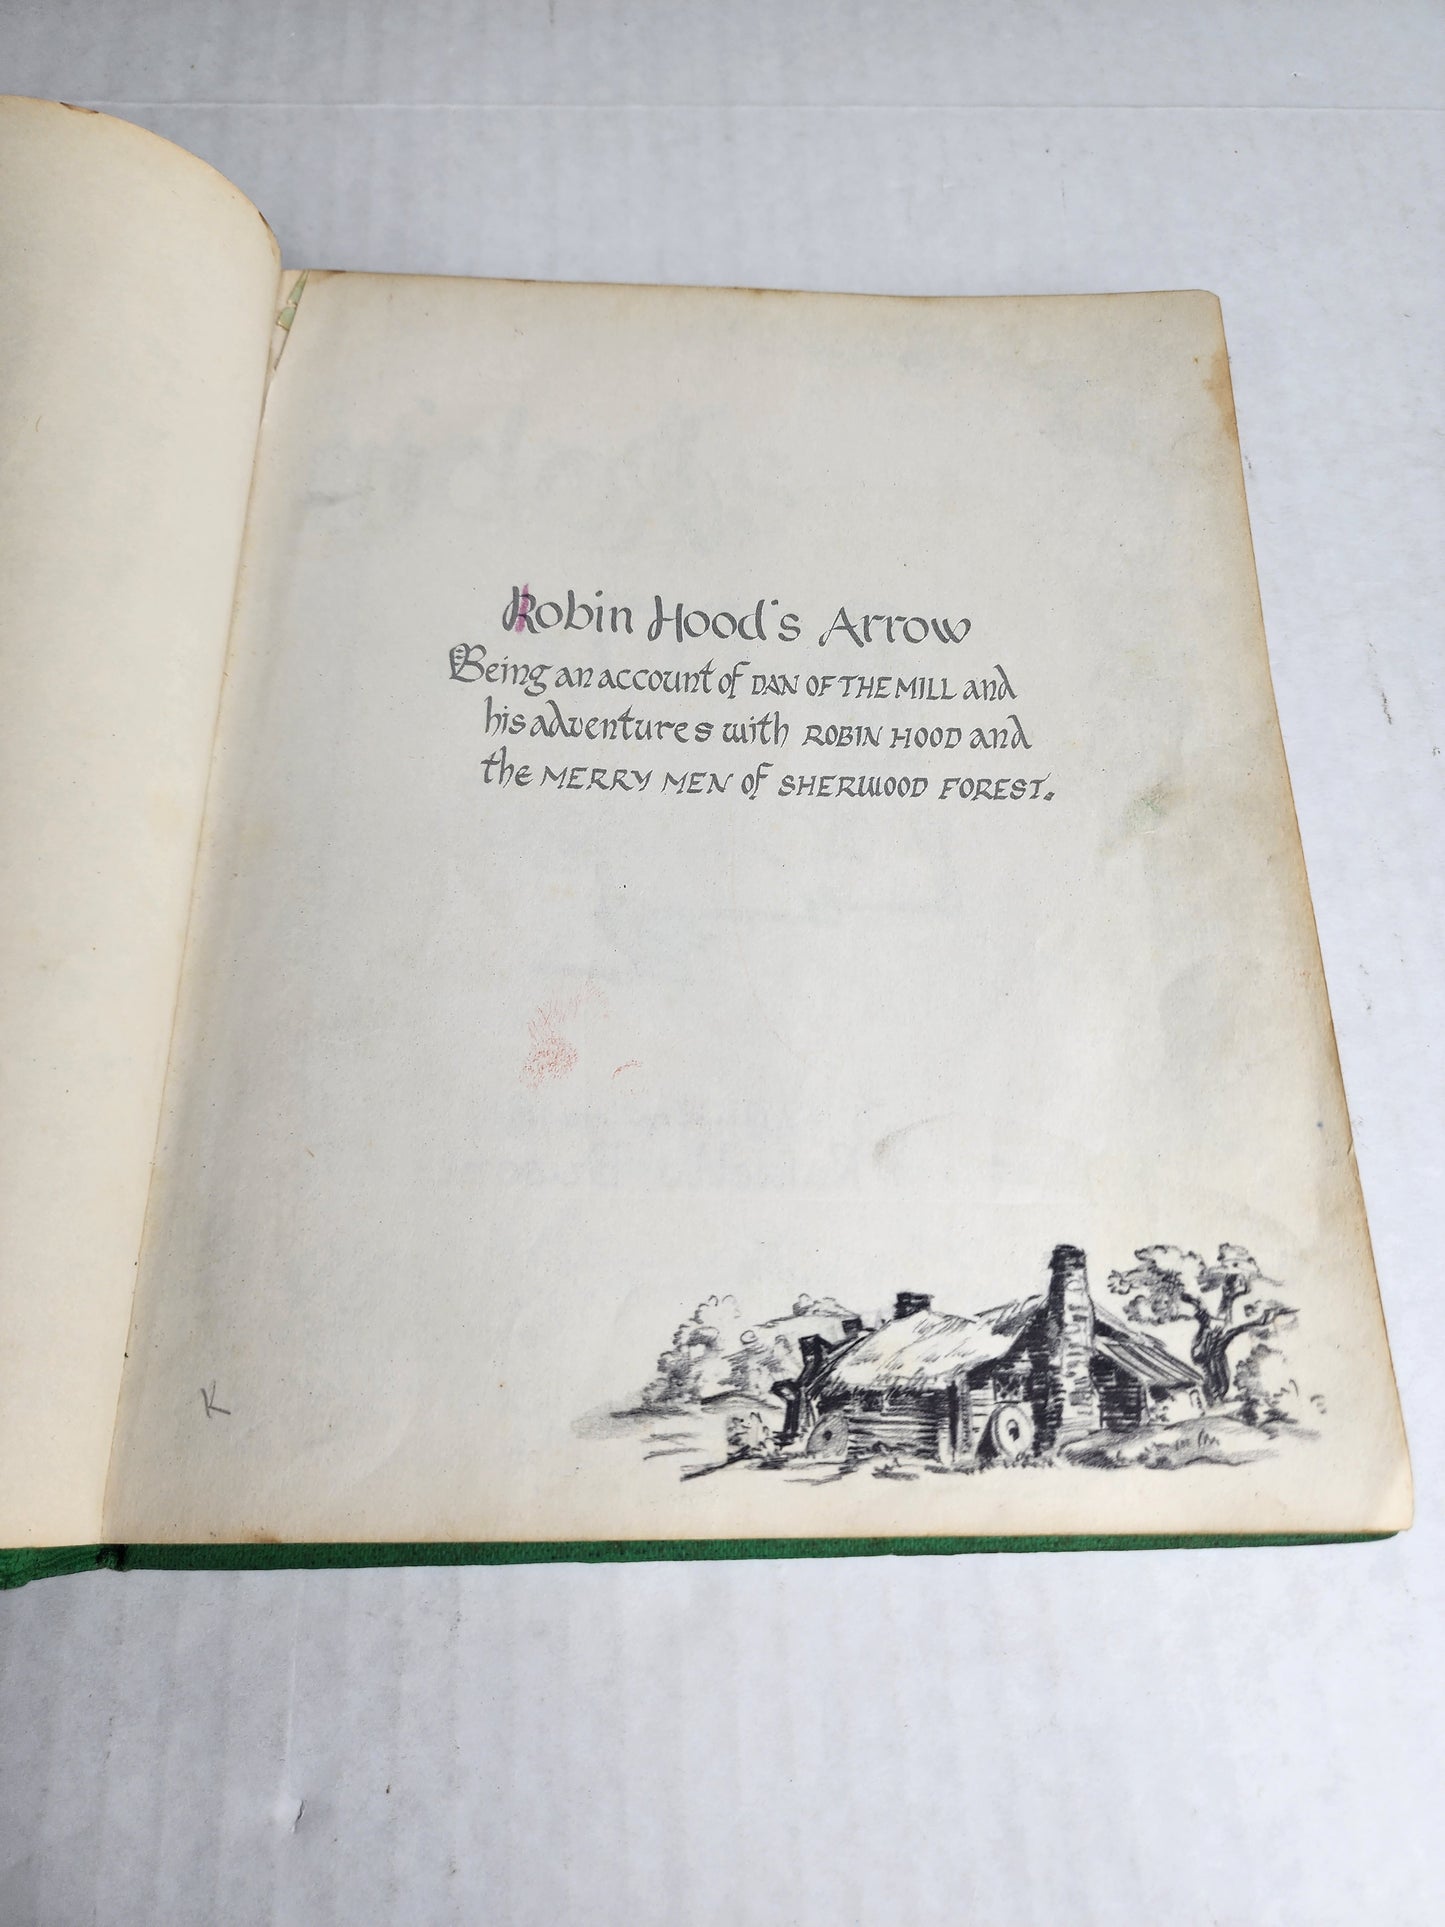 Robin Hood's Arrow
Being an account of DAN OF THE MILL and
his adventures with ROBIN HOOD and
the MERRY MEN of SHERWOOD FOREST.
K